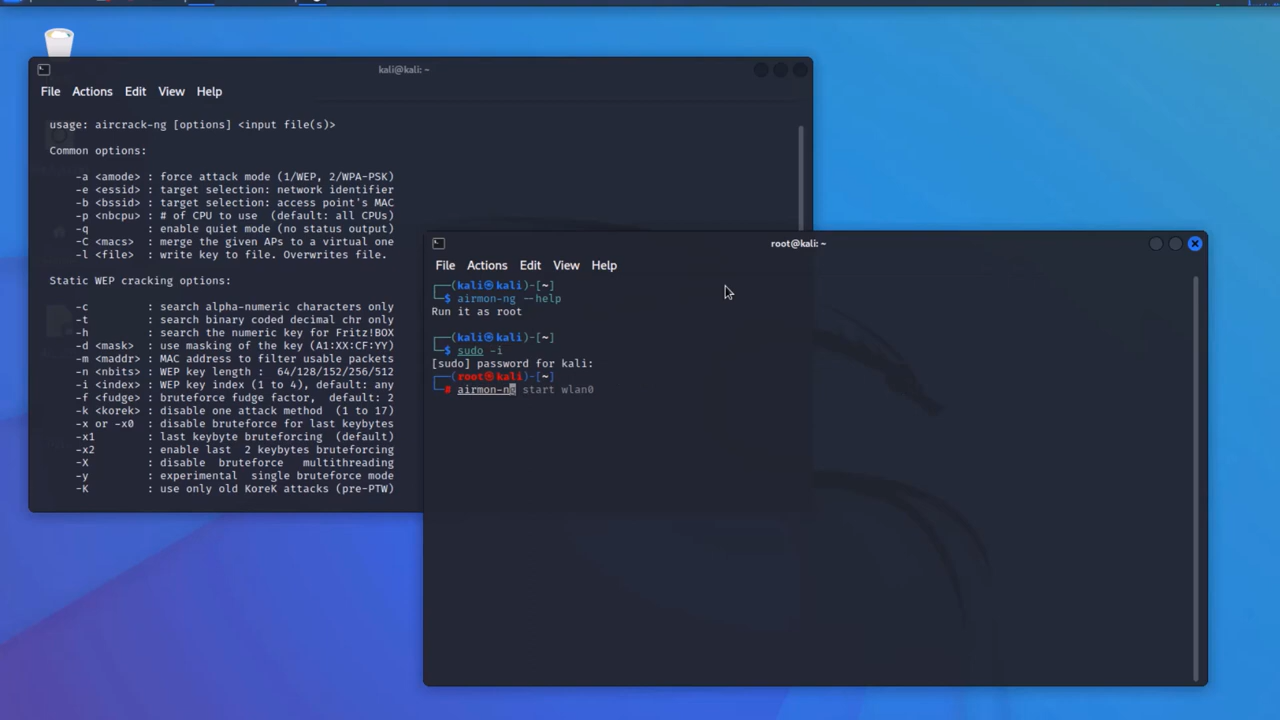 kali@kali: ~
File Actions Edit View Help
usage: aircrack-ng [options] <input file(s)>
Common options:
-a <amode> : force attack mode (1/WEP, 2/WPA-PSK)
-e <essid> : target selection: network identifier
-b <bssid> : target selection: access point's MAC
-p <nbcpu> : # of CPU to use (default: all CPUs)
-q : enable quiet mode (no status output)
-C <macs> : merge the given APs to a virtual one
-l <file> : write key to file. Overwrites file.
Static WEP cracking options:
-c : search alpha-numeric characters only
-t : search binary coded decimal chr only
-h : search the numeric key for Fritz!BOX
-d <mask> : use masking of the key (A1:XX:CF:YY)
-m <maddr> : MAC address to filter usable packets
-n <nbits> : WEP key length : 64/128/152/256/512
-i <index> : WEP key index (1 to 4), default: any
-f <fudge> : bruteforce fudge factor, default: 2
-k <korek> : disable one attack method (1 to 17)
-x or -x0 : disable bruteforce for last keybytes
-x1 : last keybyte bruteforcing (default)
-x2 : enable last 2 keybytes bruteforcing
-X : disable bruteforce multithreading
-y : experimental single bruteforce mode
-K : use only old KoreK attacks (pre-PTW)
root@kali: ~
File Actions Edit View Help
┌──(kali㉿kali)-[~]
└─$ airmon-ng --help
Run it as root
┌──(kali㉿kali)-[~]
└─$ sudo -i
[sudo] password for kali:
┌──(root㉿kali)-[~]
└─# airmon-ng start wlan0